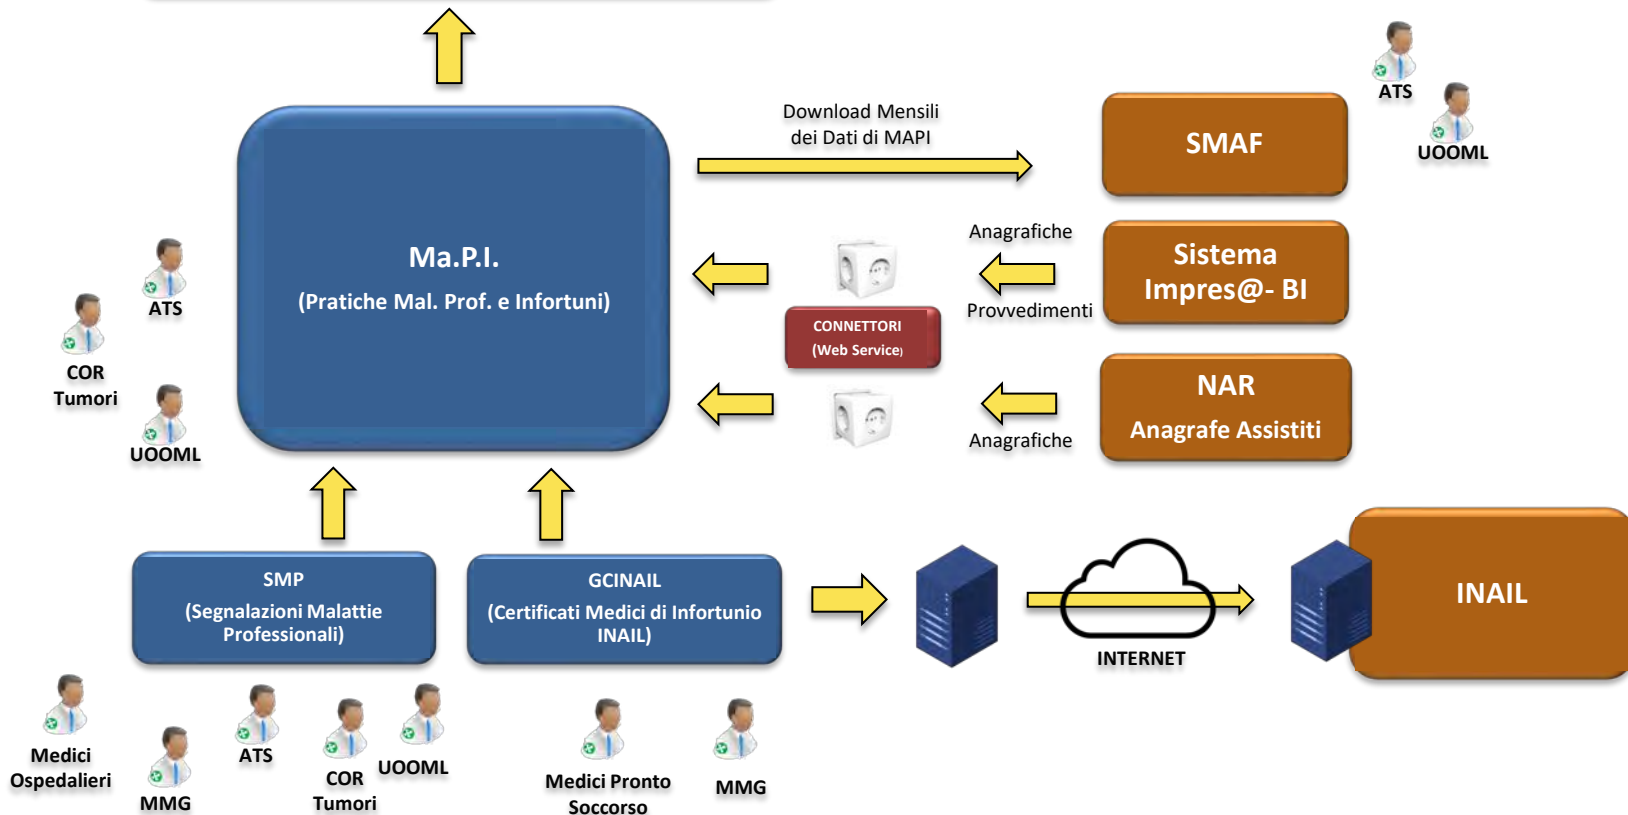 Download Mensili
dei Dati di MAPI
SMAF
ATS
UOOML
Ma.P.I.
(Pratiche Mal. Prof. e Infortuni)
ATS
COR
Tumori
UOOML
Anagrafiche
Provvedimenti
Sistema
Impres@- BI
CONNETTORI
(Web Service)
Anagrafiche
NAR
Anagrafe Assistiti
SMP
(Segnalazioni Malattie
Professionali)
GCINAIL
(Certificati Medici di Infortunio
INAIL)
INTERNET
INAIL
Medici
Ospedalieri
MMG
ATS
COR
Tumori
UOOML
Medici Pronto
Soccorso
MMG